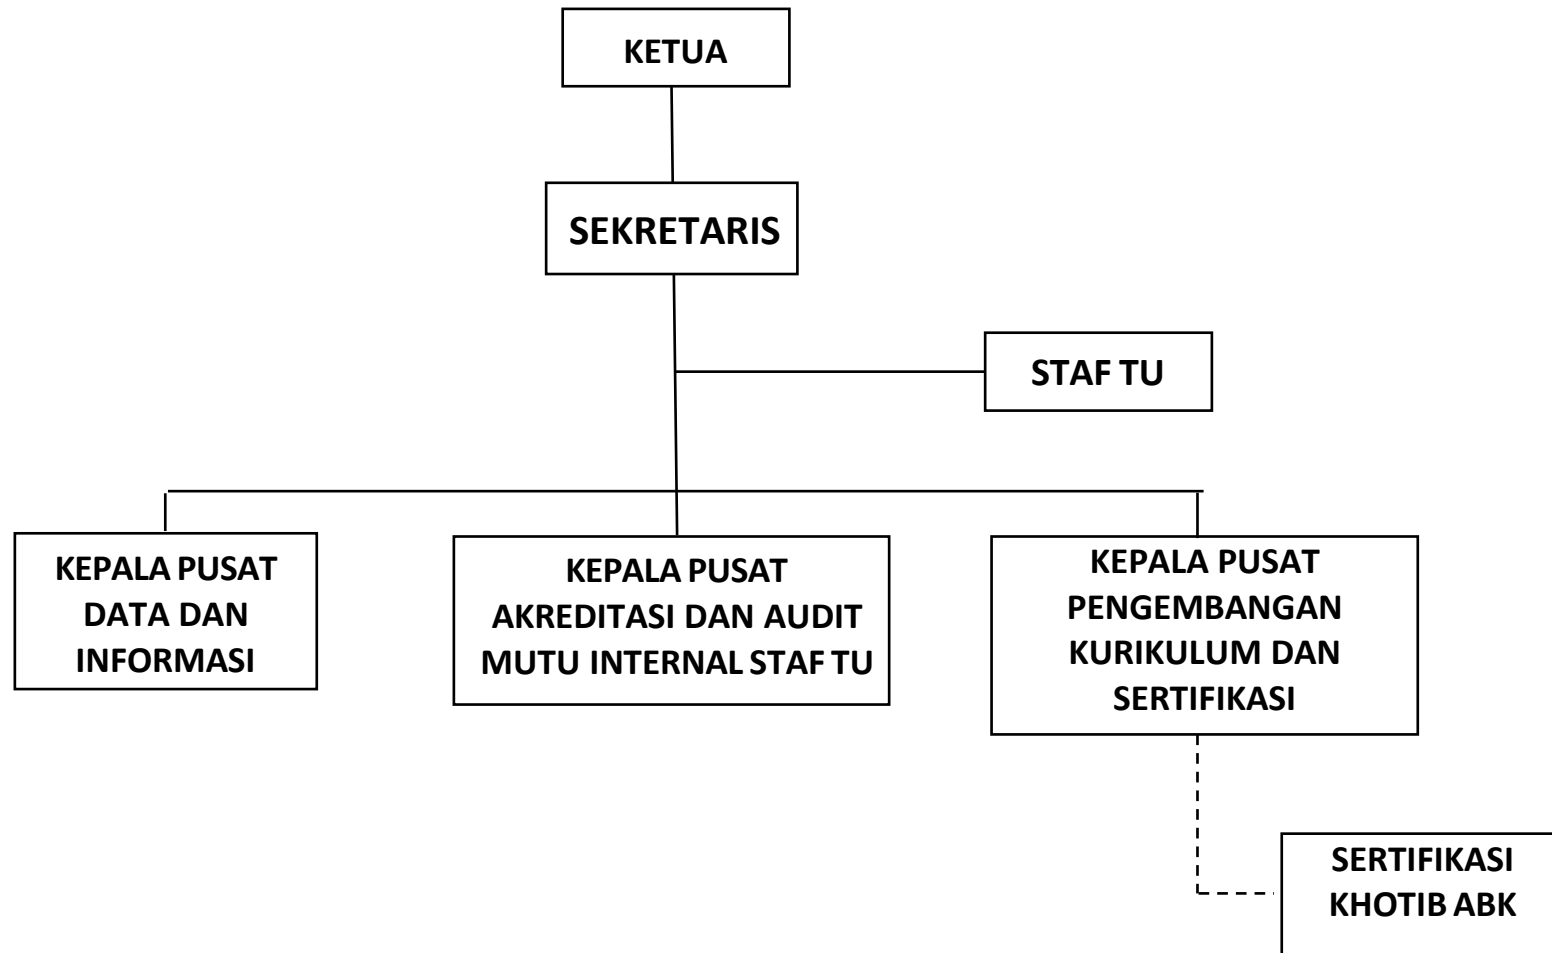 KETUA
SEKRETARIS
STAF TU
KEPALA PUSAT
DATA DAN
INFORMASI
KEPALA PUSAT
AKREDITASI DAN AUDIT
MUTU INTERNAL STAF TU
KEPALA PUSAT
PENGEMBANGAN
KURIKULUM DAN
SERTIFIKASI
SERTIFIKASI
KHOTIB ABK